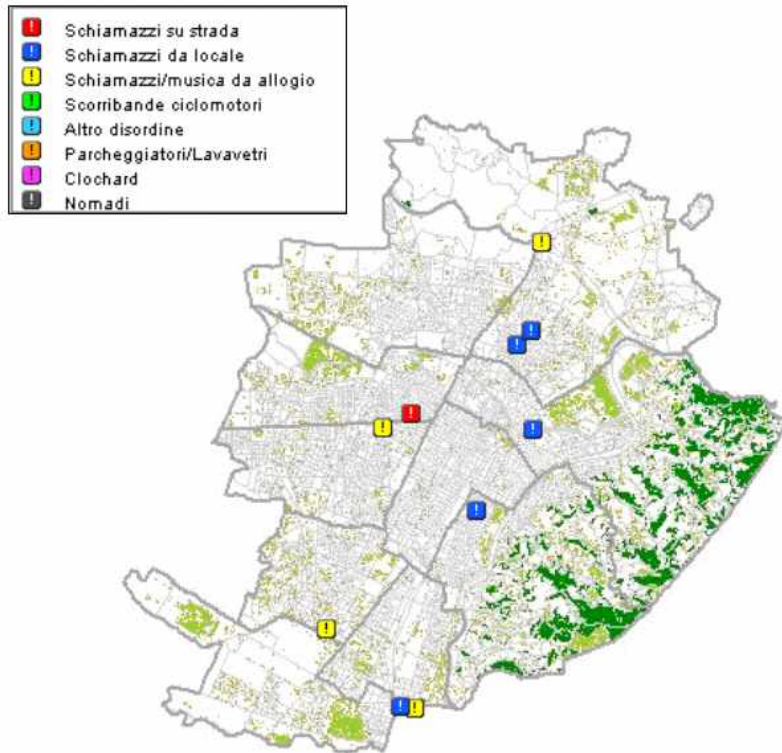 Schiamazzi su strada
Schiamazzi da locale
Schiamazzi/musica da allogio
Scorribande ciclomotori
Altro disordine
Parcheggiatori/Lavavetri
Clochard
Nomadi